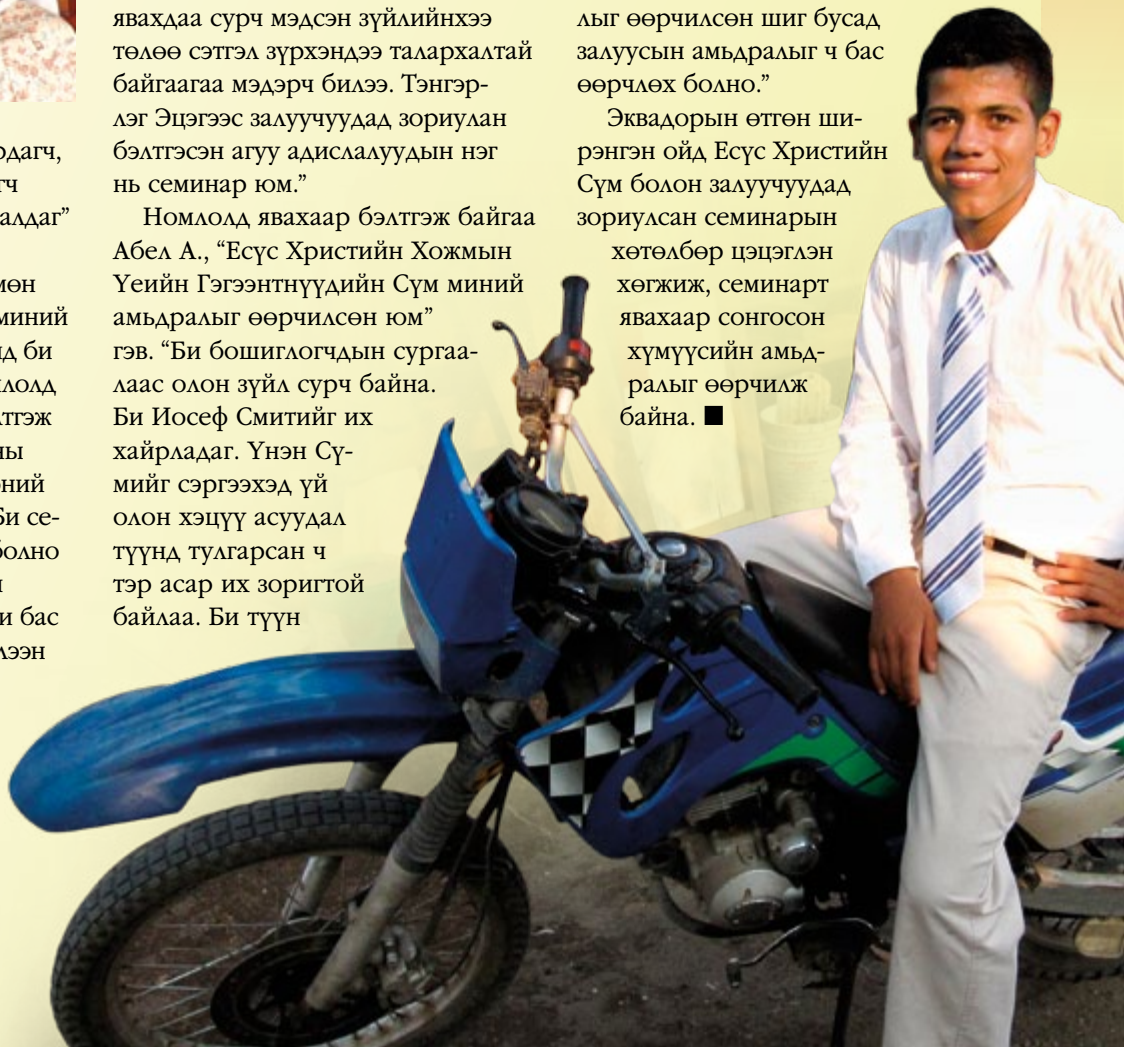 рдагч,
гч
алдаг”
мөн
миний
д би
лолд
лтгэж
ны
ний
Би се-
болно
и бас
лээн
явахдаа сурч мэдсэн зүйлийнхээ
төлөө сэтгэл зүрхэндээ талархалтай
байгаагаа мэдэрч билээ. Тэнгэр-
лэг Эцэгээс залуучуудад зориулан
бэлтгэсэн агуу адислалуудын нэг
нь семинар юм.”
Номлолд явахаар бэлтгэж байгаа
Абел А., “Есүс Христийн Хожмын
Үеийн Гэгээнтнүүдийн Сүм миний
амьдралыг өөрчилсөн юм”
гэв. “Би бошиглогчдын сургаа-
лаас олон зүйл сурч байна.
Би Иосеф Смитийг их
хайрладаг. Үнэн Сү-
мийг сэргээхэд үй
олон хэцүү асуудал
түүнд тулгарсан ч
тэр асар их зоригтой
байлаа. Би түүн
лыг өөрчилсөн шиг бусад
залуусын амьдралыг ч бас
өөрчлөх болно.”
Эквадорын өтгөн ши-
рэнгэн ойд Есүс Христийн
Сүм болон залуучуудад
зориулсан семинарын
хөтөлбөр цэцэглэн
хөгжиж, семинарт
явахаар сонгосон
хүмүүсийн амьд-
ралыг өөрчилж
байна. ■